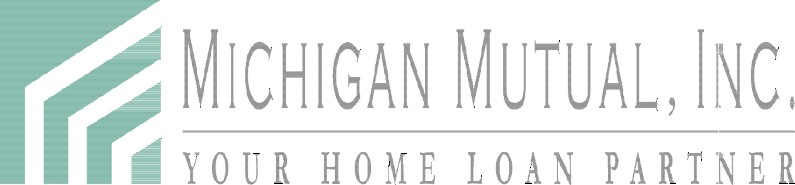 MICHIGAN MUTUAL, INC.
YOUR HOME LOAN PARTNER